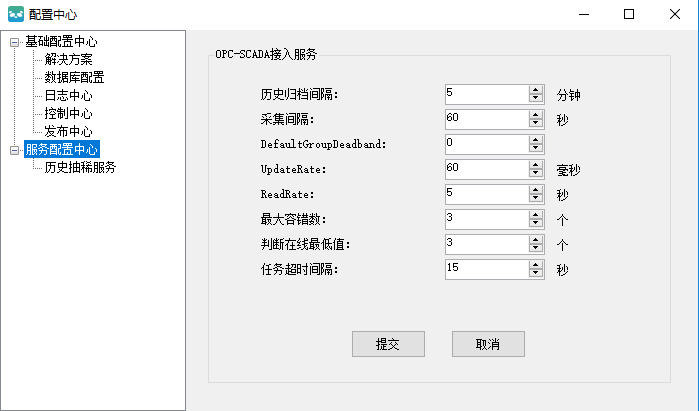 配置中心
基础配置中心
解决方案
数据库配置
日志中心
控制中心
发布中心
服务配置中心
历史抽稀服务
OPC-SCADA接入服务
历史归档间隔: 5 分钟
采集间隔: 60 秒
DefaultGroupDeadband: 0
UpdateRate: 60 毫秒
ReadRate: 5 秒
最大容错数: 3 个
判断在线最低值: 3 个
任务超时间隔: 15 秒
提交 取消